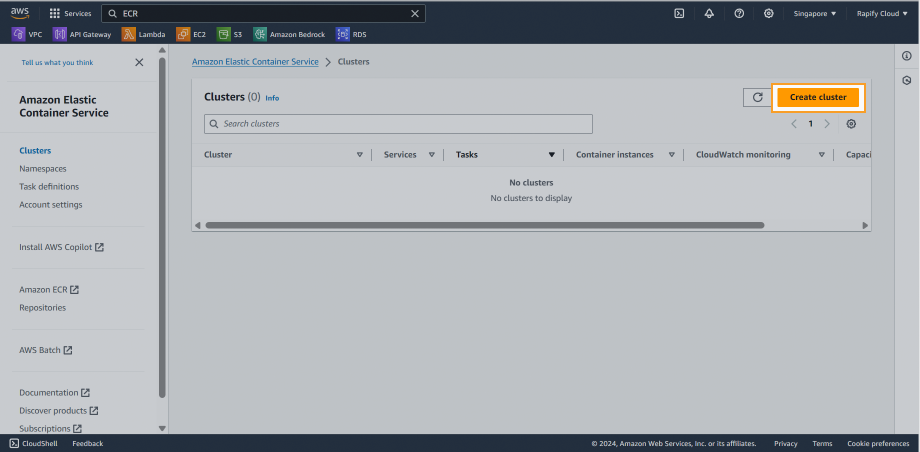 aws Services ECR Singapore Rapify Cloud
VPC API Gateway Lambda EC2 S3 Amazon Bedrock RDS
Tell us what you think
Amazon Elastic
Container Service
Clusters
Namespaces
Task definitions
Account settings
Install AWS Copilot
Amazon ECR
Repositories
AWS Batch
Documentation
Discover products
Subscriptions
Amazon Elastic Container Service > Clusters
Clusters (0) Info
Create cluster
Search clusters
1
Cluster Services Tasks Container instances CloudWatch monitoring Capaci
No clusters
No clusters to display
CloudShell Feedback © 2024, Amazon Web Services, Inc. or its affiliates. Privacy Terms Cookie preferences